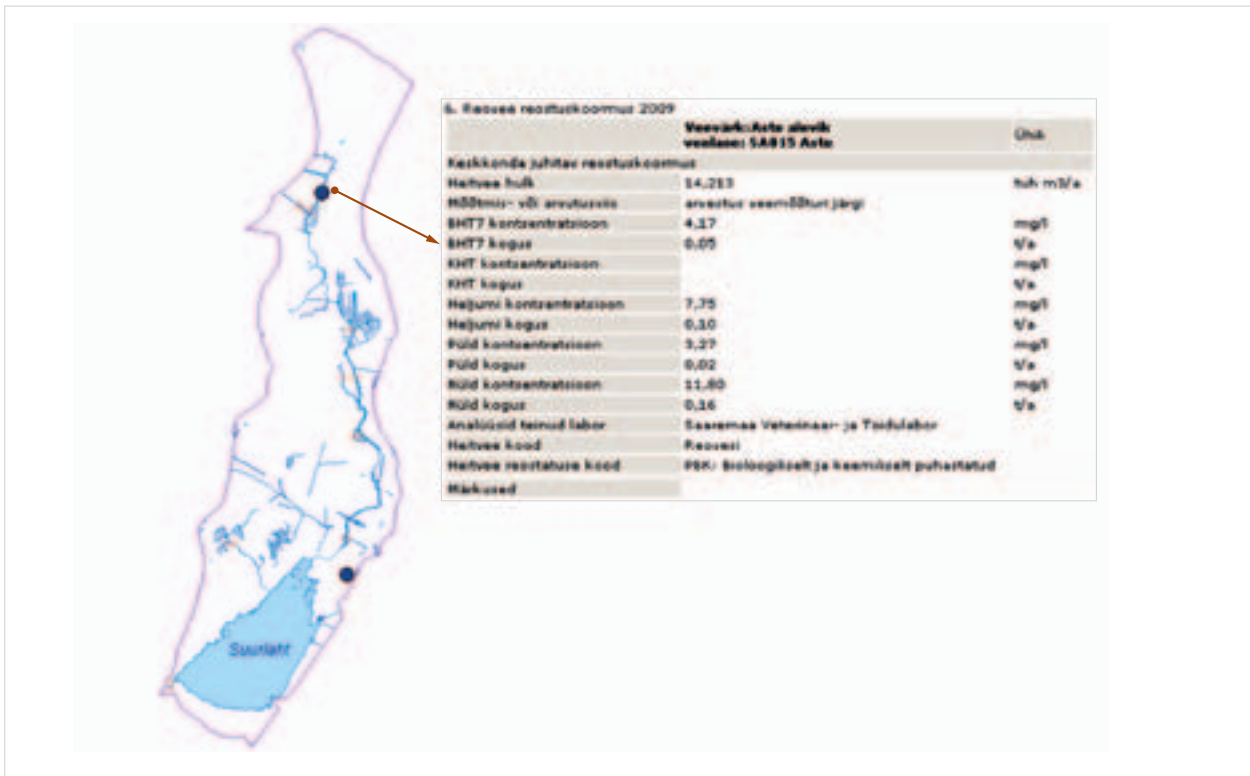 6. Reovee reostuskoormus 2009
Veevärk: Aste alevik
veelase: SA815 Aste
Ühik
Keskkonda juhitav reostuskoormus
Heitvee hulk 14,213 tuh m3/a
Mõõtmis- või arvutusviis arvestus veemõõturi järgi
BHT7 kontsentratsioon 4,17 mg/l
BHT7 kogus 0,05 t/a
KHT kontsentratsioon mg/l
KHT kogus t/a
Heljumi kontsentratsioon 7,75 mg/l
Heljumi kogus 0,10 t/a
Püld kontsentratsioon 3,27 mg/l
Püld kogus 0,02 t/a
Nüld kontsentratsioon 11,80 mg/l
Nüld kogus 0,16 t/a
Analüüsid teinud labor Saaremaa Veterinaar- ja Toidulabor
Heitvee kood Reovesi
Heitvee reostatuse kood PBK: Bioloogiliselt ja keemiliselt puhastatud
Märkused
Suurlaht